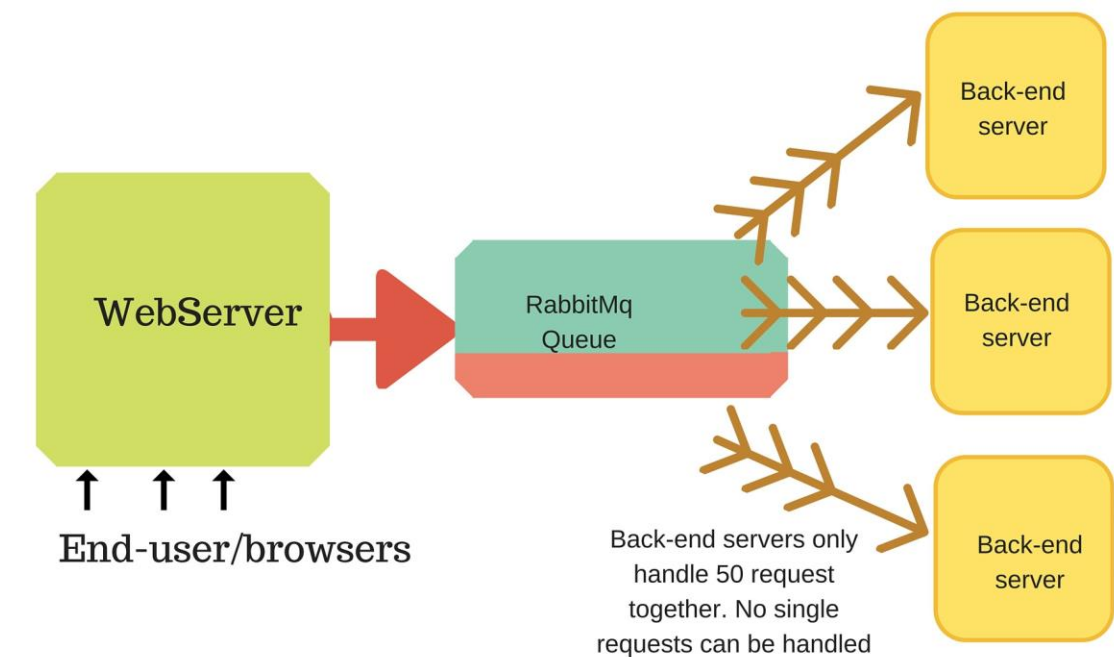 Back-end
server
WebServer
RabbitMq
Queue
Back-end
server
End-user/browsers
Back-end servers only
handle 50 request
together. No single
requests can be handled
Back-end
server